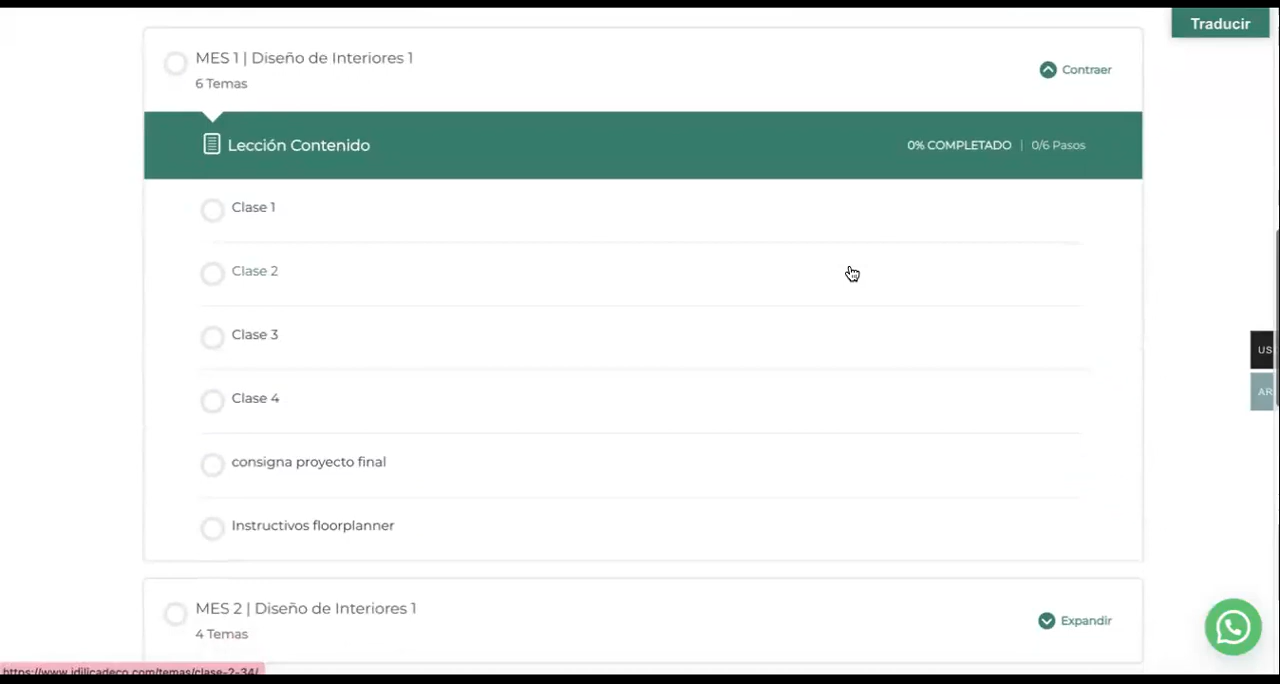 Traducir
MES 1 | Diseño de Interiores 1
6 Temas
Contraer
Lección Contenido
0% COMPLETADO | 0/6 Pasos
Clase 1
Clase 2
Clase 3
Clase 4
consigna proyecto final
Instructivos floorplanner
US
AR
MES 2 | Diseño de Interiores 1
4 Temas
Expandir
https://www.idilicadeco.com/temas/clase-2-34/